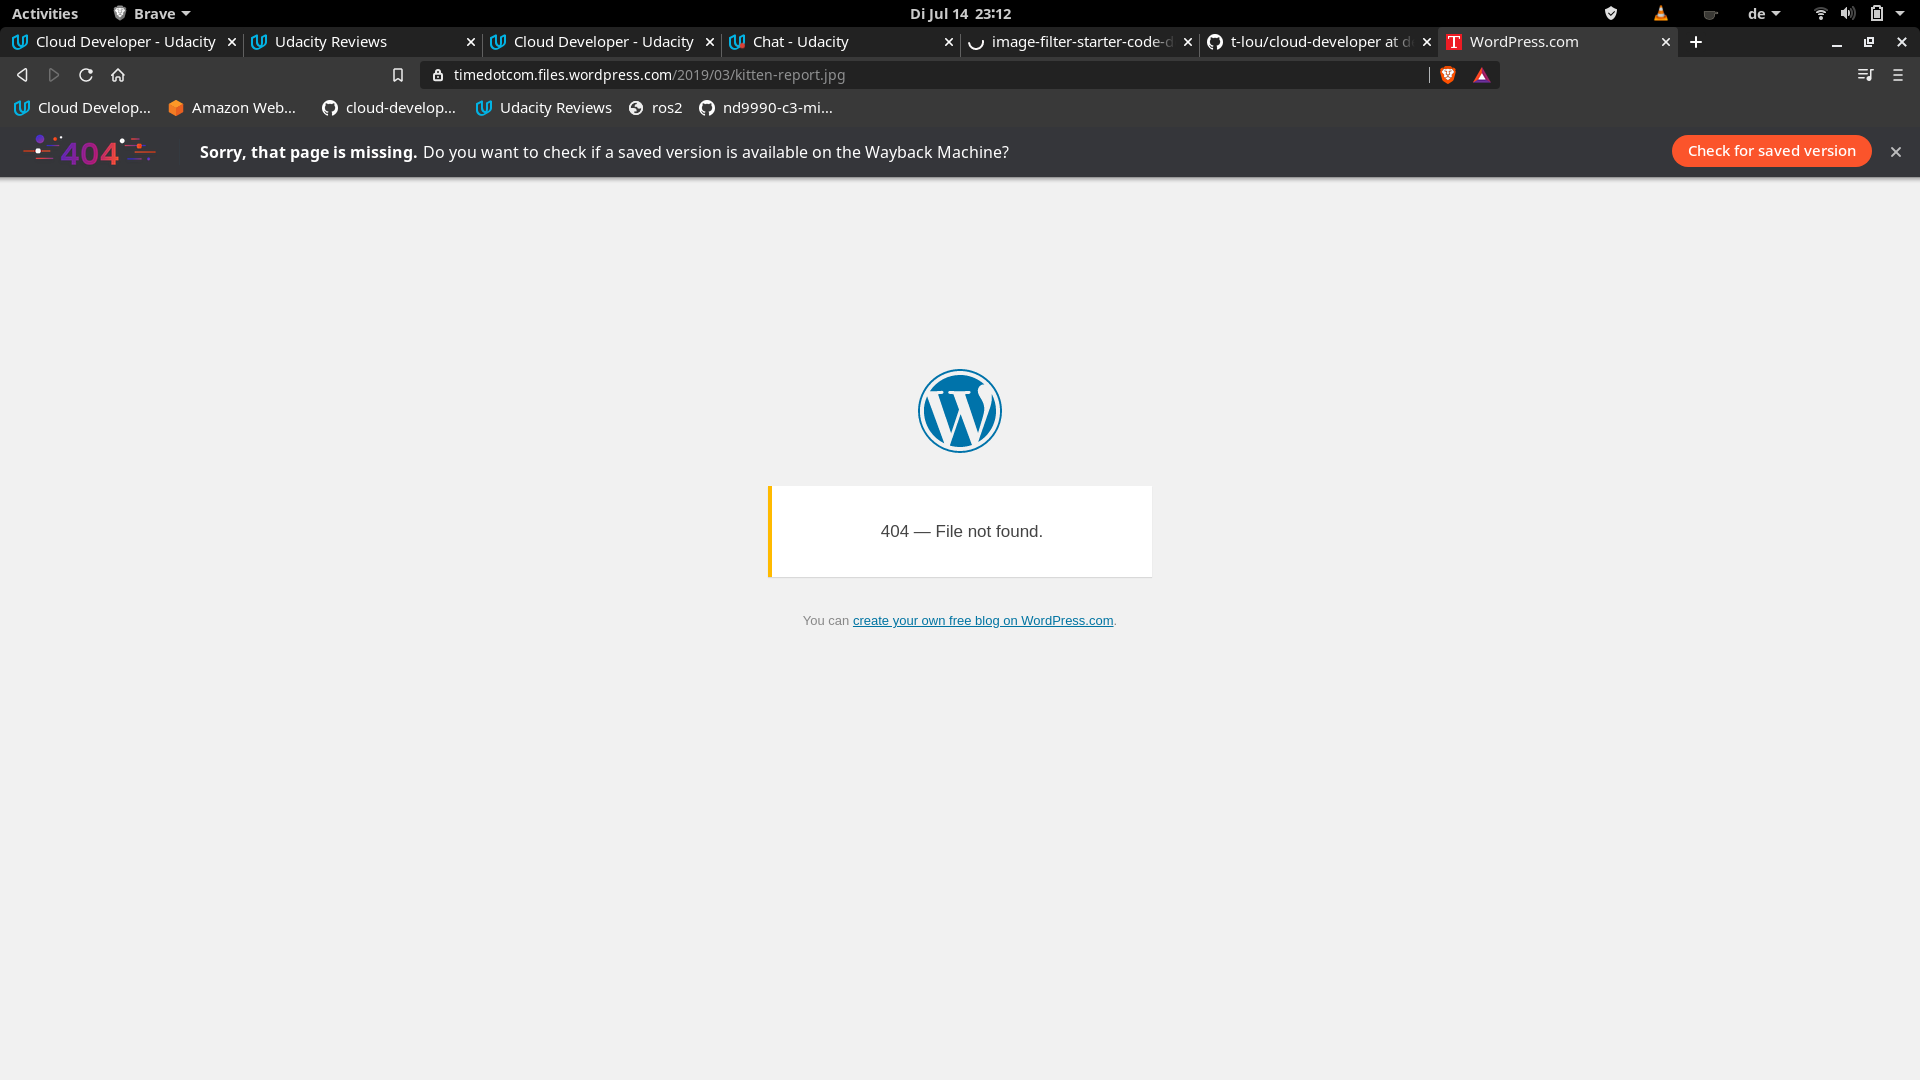 Activities Brave Di Jul 14 23:12 de
Cloud Developer - Udacity Udacity Reviews Cloud Developer - Udacity Chat - Udacity image-filter-starter-code-d t-lou/cloud-developer at d WordPress.com
timedotcom.files.wordpress.com/2019/03/kitten-report.jpg
Cloud Develop... Amazon Web... cloud-develop... Udacity Reviews ros2 nd9990-c3-mi...
404 Sorry, that page is missing. Do you want to check if a saved version is available on the Wayback Machine? Check for saved version
404 — File not found.
You can create your own free blog on WordPress.com.